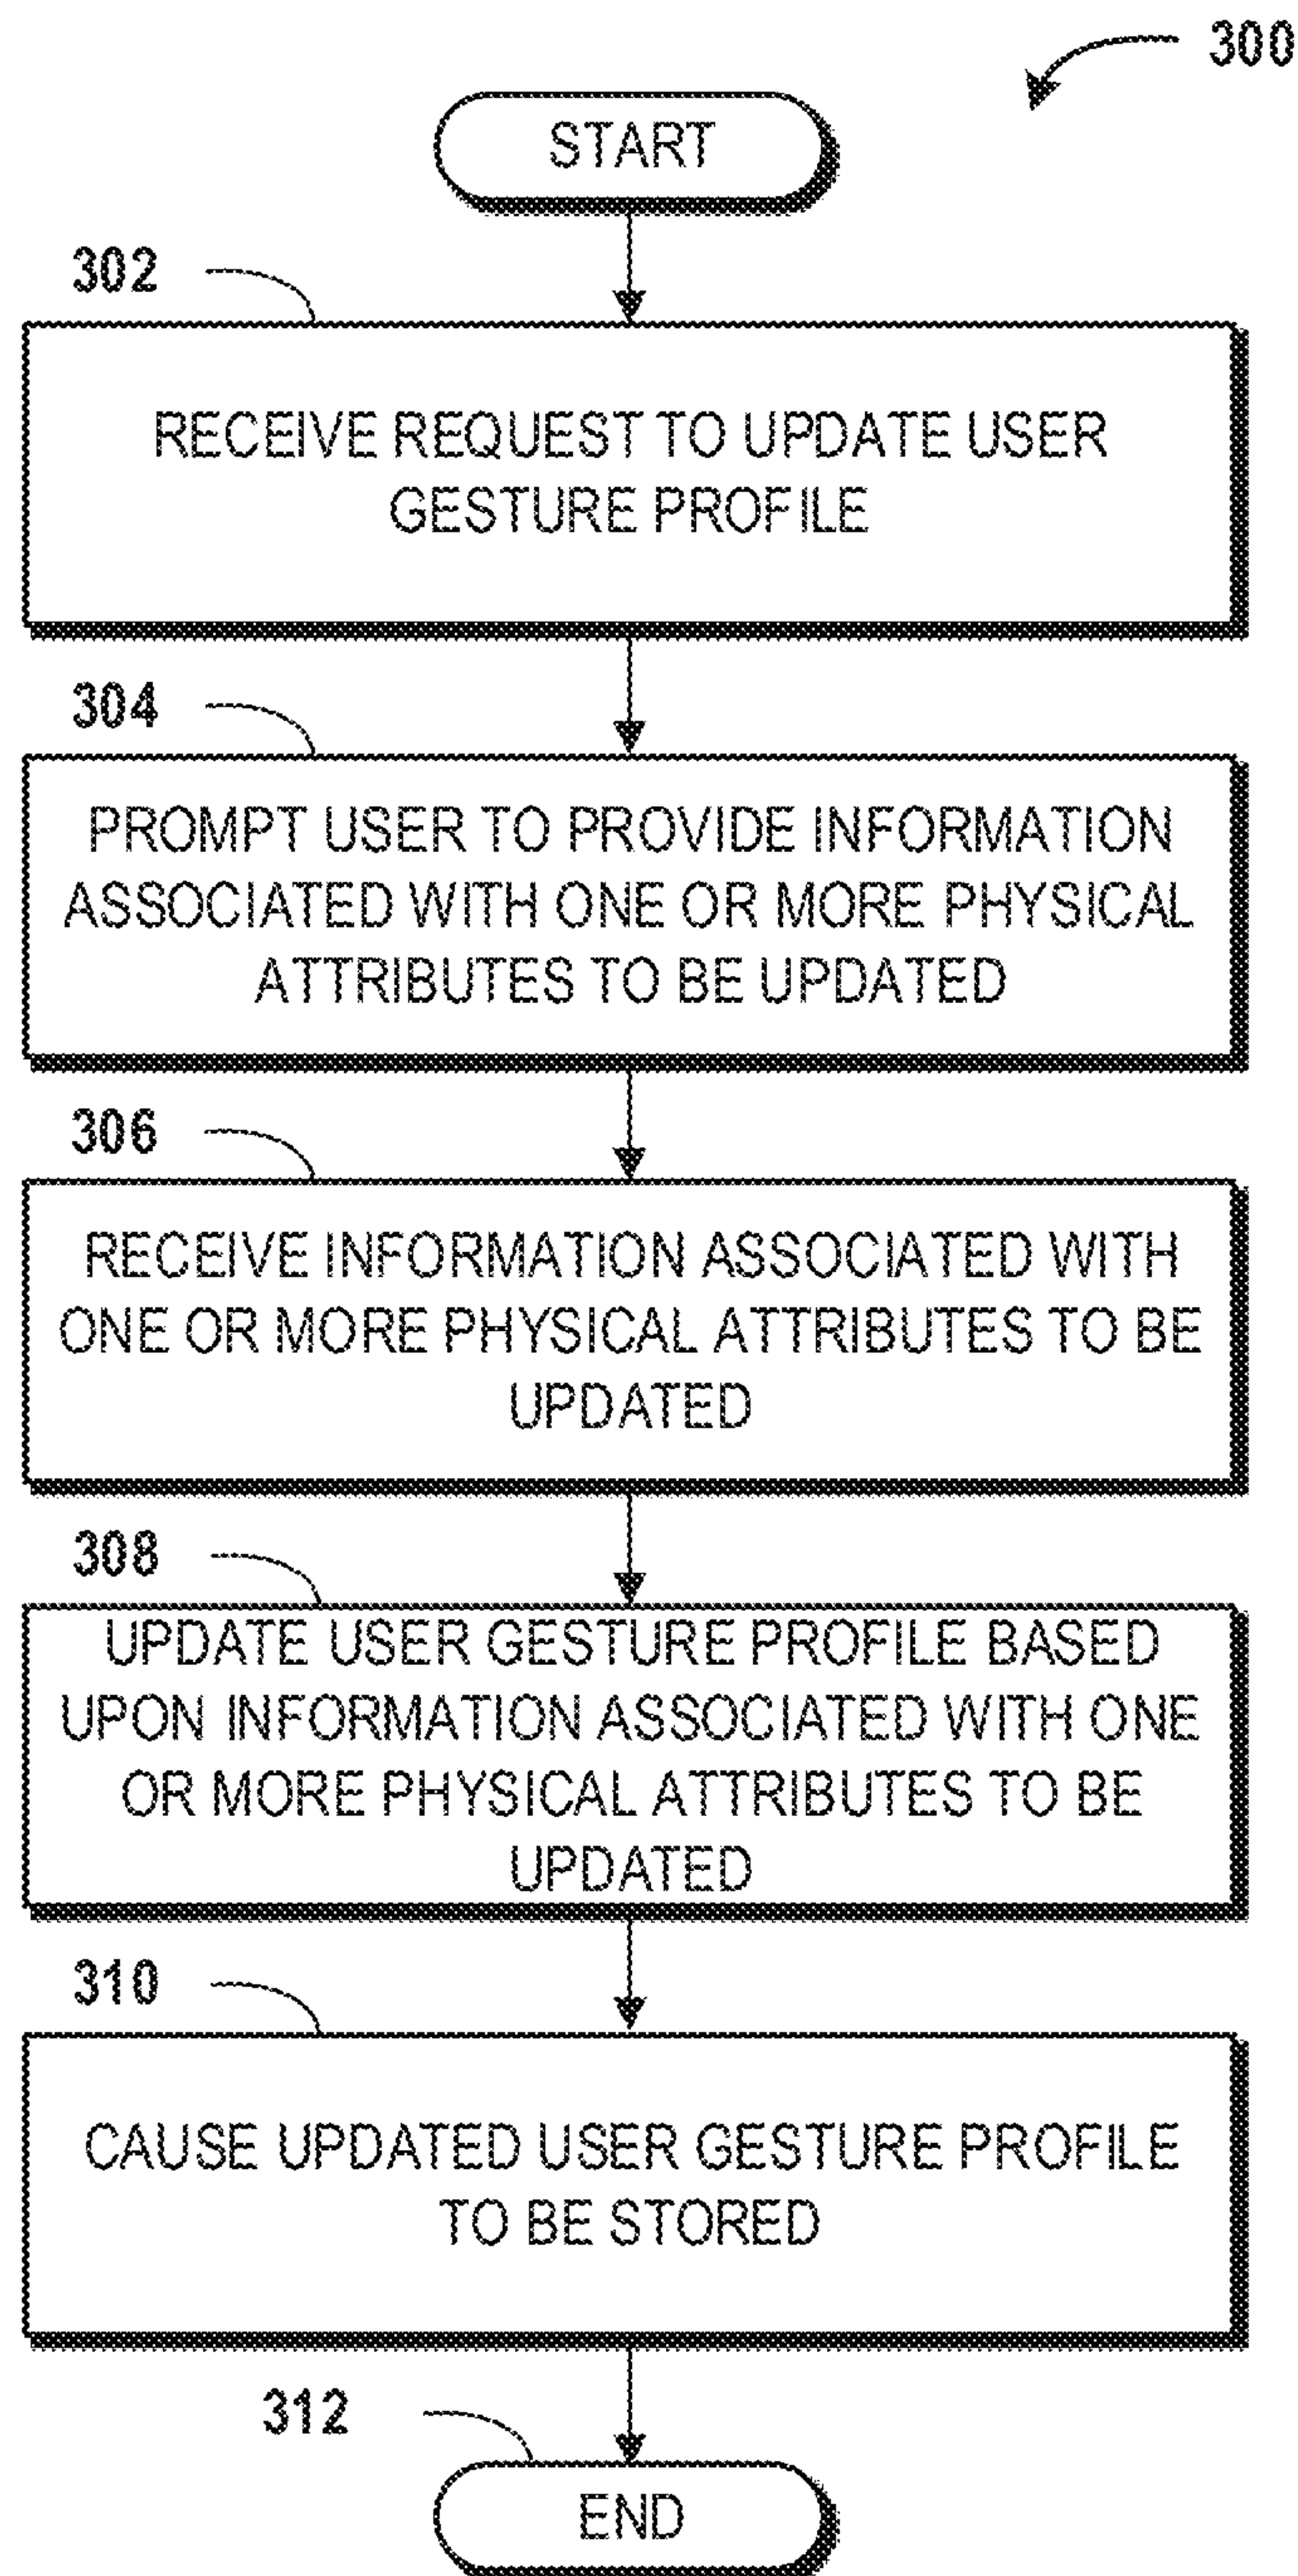 300
START
302
RECEIVE REQUEST TO UPDATE USER
GESTURE PROFILE
304
PROMPT USER TO PROVIDE INFORMATION
ASSOCIATED WITH ONE OR MORE PHYSICAL
ATTRIBUTES TO BE UPDATED
306
RECEIVE INFORMATION ASSOCIATED WITH
ONE OR MORE PHYSICAL ATTRIBUTES TO BE
UPDATED
308
UPDATE USER GESTURE PROFILE BASED
UPON INFORMATION ASSOCIATED WITH ONE
OR MORE PHYSICAL ATTRIBUTES TO BE
UPDATED
310
CAUSE UPDATED USER GESTURE PROFILE
TO BE STORED
312
END